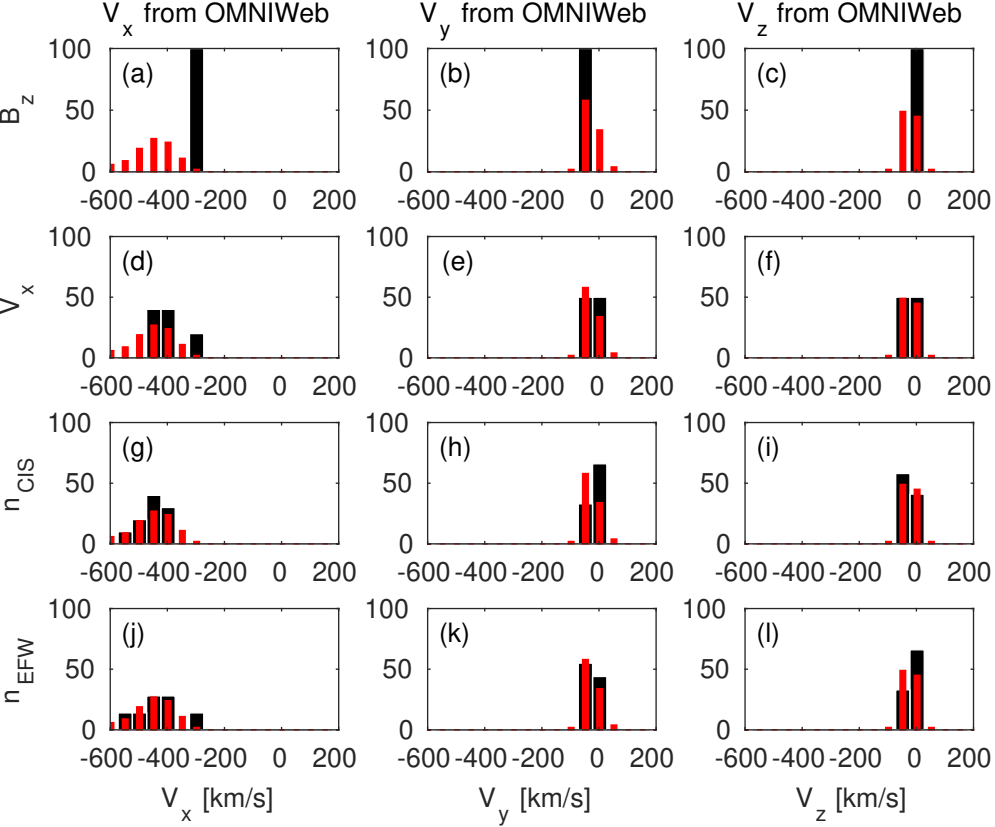 V_x from OMNIWeb V_y from OMNIWeb V_z from OMNIWeb
B_z 100 50 0 (a) 100 50 0 (b) 100 50 0 (c)
-600 -400 -200 0 200 -600 -400 -200 0 200 -600 -400 -200 0 200
V_x 100 50 0 (d) 100 50 0 (e) 100 50 0 (f)
-600 -400 -200 0 200 -600 -400 -200 0 200 -600 -400 -200 0 200
n_CIS 100 50 0 (g) 100 50 0 (h) 100 50 0 (i)
-600 -400 -200 0 200 -600 -400 -200 0 200 -600 -400 -200 0 200
n_EFW 100 50 0 (j) 100 50 0 (k) 100 50 0 (l)
-600 -400 -200 0 200 -600 -400 -200 0 200 -600 -400 -200 0 200
V_x [km/s] V_y [km/s] V_z [km/s]